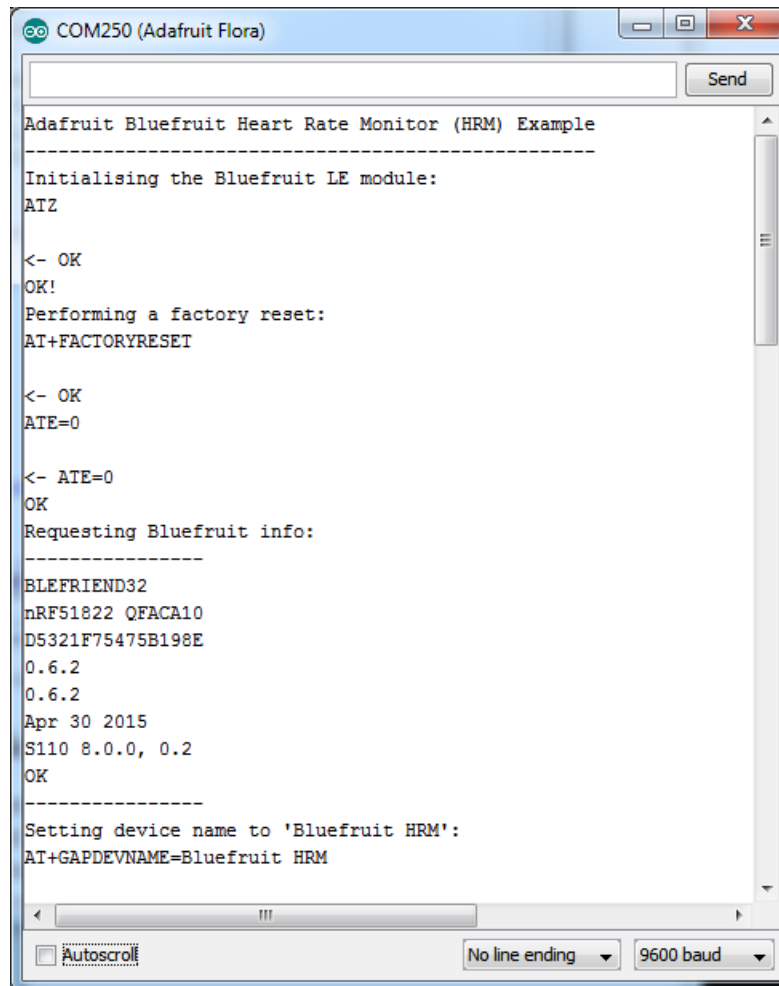 COM250 (Adafruit Flora)
Send
Adafruit Bluefruit Heart Rate Monitor (HRM) Example
---------------------------------------------------
Initialising the Bluefruit LE module:
ATZ
<- OK
OK!
Performing a factory reset:
AT+FACTORYRESET
<- OK
ATE=0
<- ATE=0
OK
Requesting Bluefruit info:
----------------
BLEFRIEND32
nRF51822 QFACA10
D5321F75475B198E
0.6.2
0.6.2
Apr 30 2015
S110 8.0.0, 0.2
OK
----------------
Setting device name to 'Bluefruit HRM':
AT+GAPDEVNAME=Bluefruit HRM
Autoscroll
No line ending
9600 baud